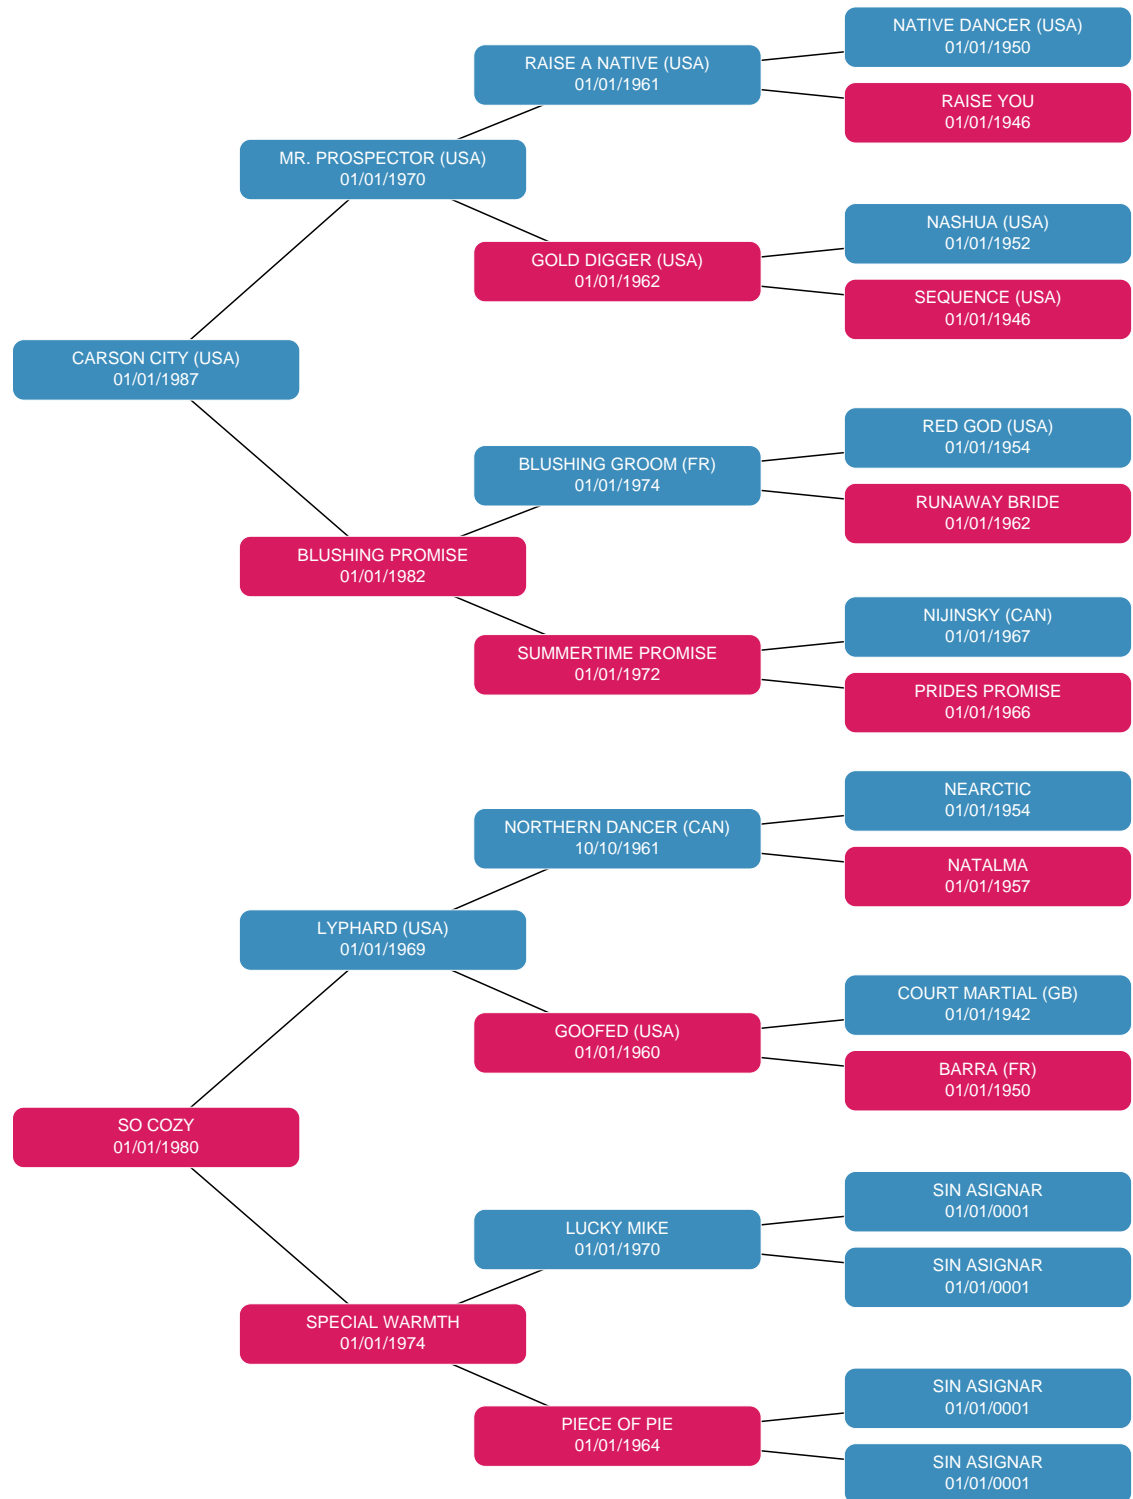 NATIVE DANCER (USA)
01/01/1950
RAISE A NATIVE (USA)
01/01/1961
RAISE YOU
01/01/1946
MR. PROSPECTOR (USA)
01/01/1970
NASHUA (USA)
01/01/1952
GOLD DIGGER (USA)
01/01/1962
SEQUENCE (USA)
01/01/1946
CARSON CITY (USA)
01/01/1987
RED GOD (USA)
01/01/1954
BLUSHING GROOM (FR)
01/01/1974
RUNAWAY BRIDE
01/01/1962
BLUSHING PROMISE
01/01/1982
NIJINSKY (CAN)
01/01/1967
SUMMERTIME PROMISE
01/01/1972
PRIDES PROMISE
01/01/1966
NEARCTIC
01/01/1954
NORTHERN DANCER (CAN)
10/10/1961
NATALMA
01/01/1957
LYPHARD (USA)
01/01/1969
COURT MARTIAL (GB)
01/01/1942
GOOFED (USA)
01/01/1960
BARRA (FR)
01/01/1950
SO COZY
01/01/1980
SIN ASIGNAR
01/01/0001
LUCKY MIKE
01/01/1970
SIN ASIGNAR
01/01/0001
SPECIAL WARMTH
01/01/1974
SIN ASIGNAR
01/01/0001
PIECE OF PIE
01/01/1964
SIN ASIGNAR
01/01/0001